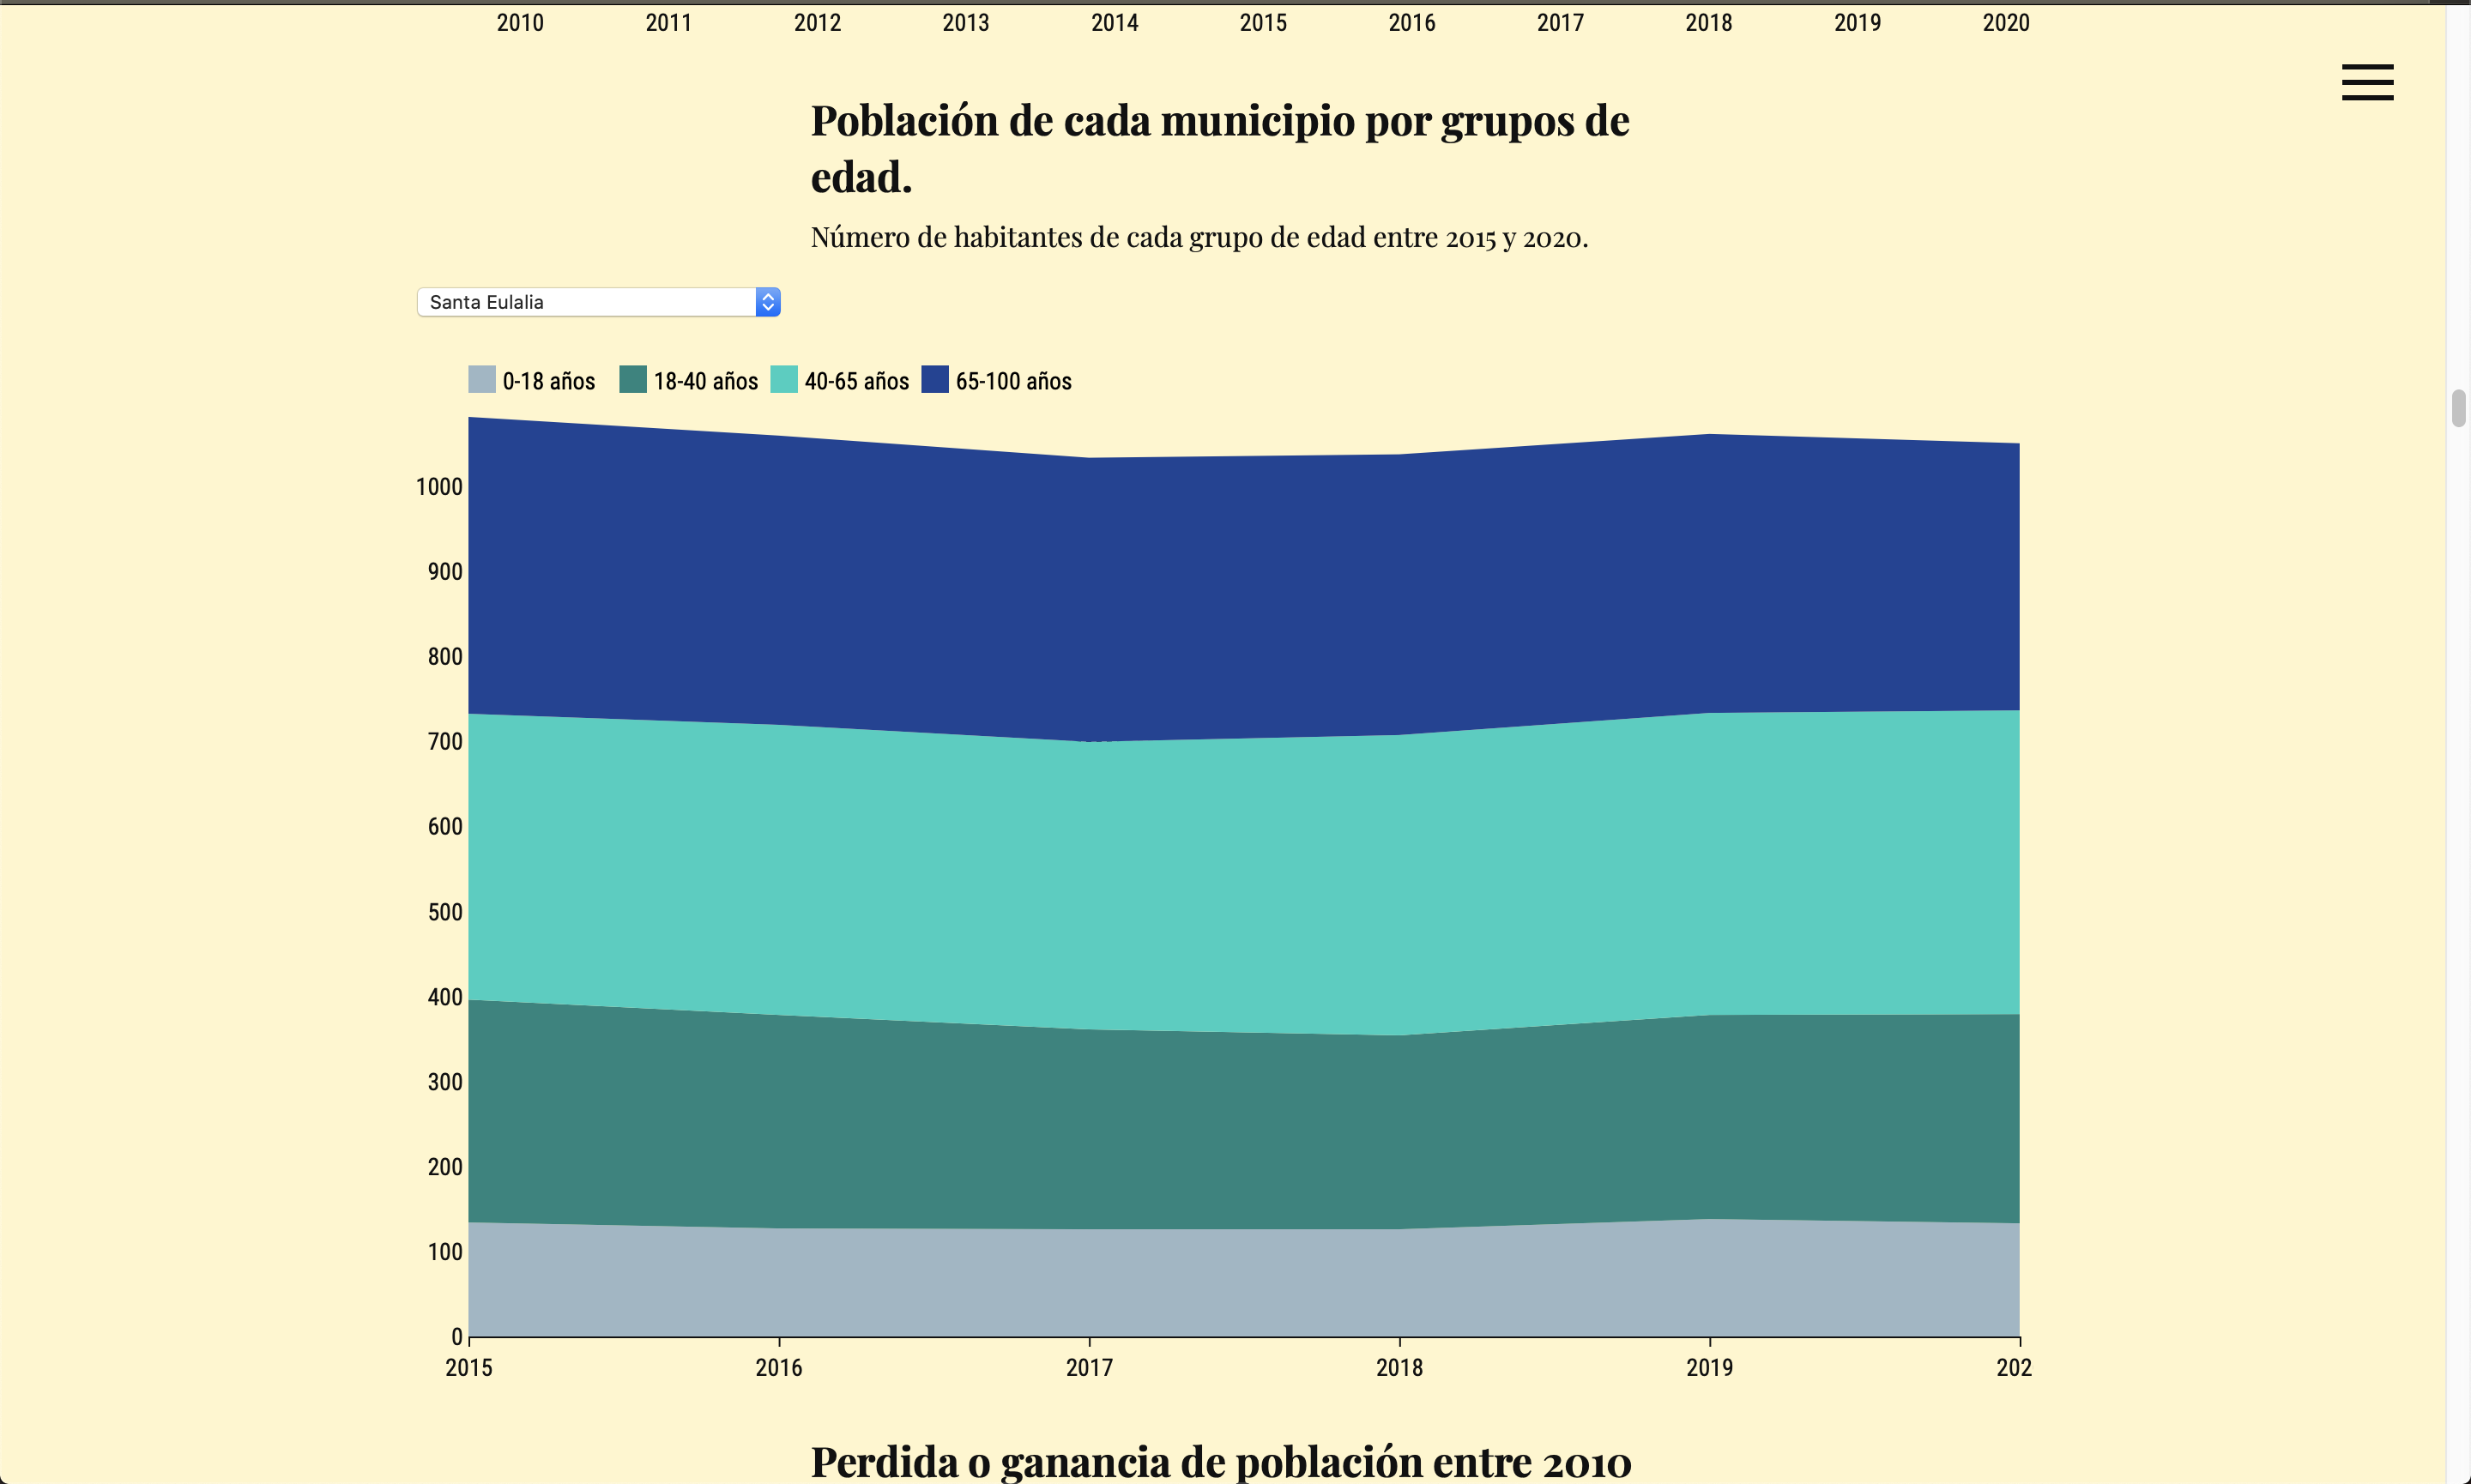 2010 2011 2012 2013 2014 2015 2016 2017 2018 2019 2020
Población de cada municipio por grupos de
edad.
Número de habitantes de cada grupo de edad entre 2015 y 2020.
Santa Eulalia
0-18 años 18-40 años 40-65 años 65-100 años
1000
900
800
700
600
500
400
300
200
100
0
2015 2016 2017 2018 2019 202
Perdida o ganancia de población entre 2010